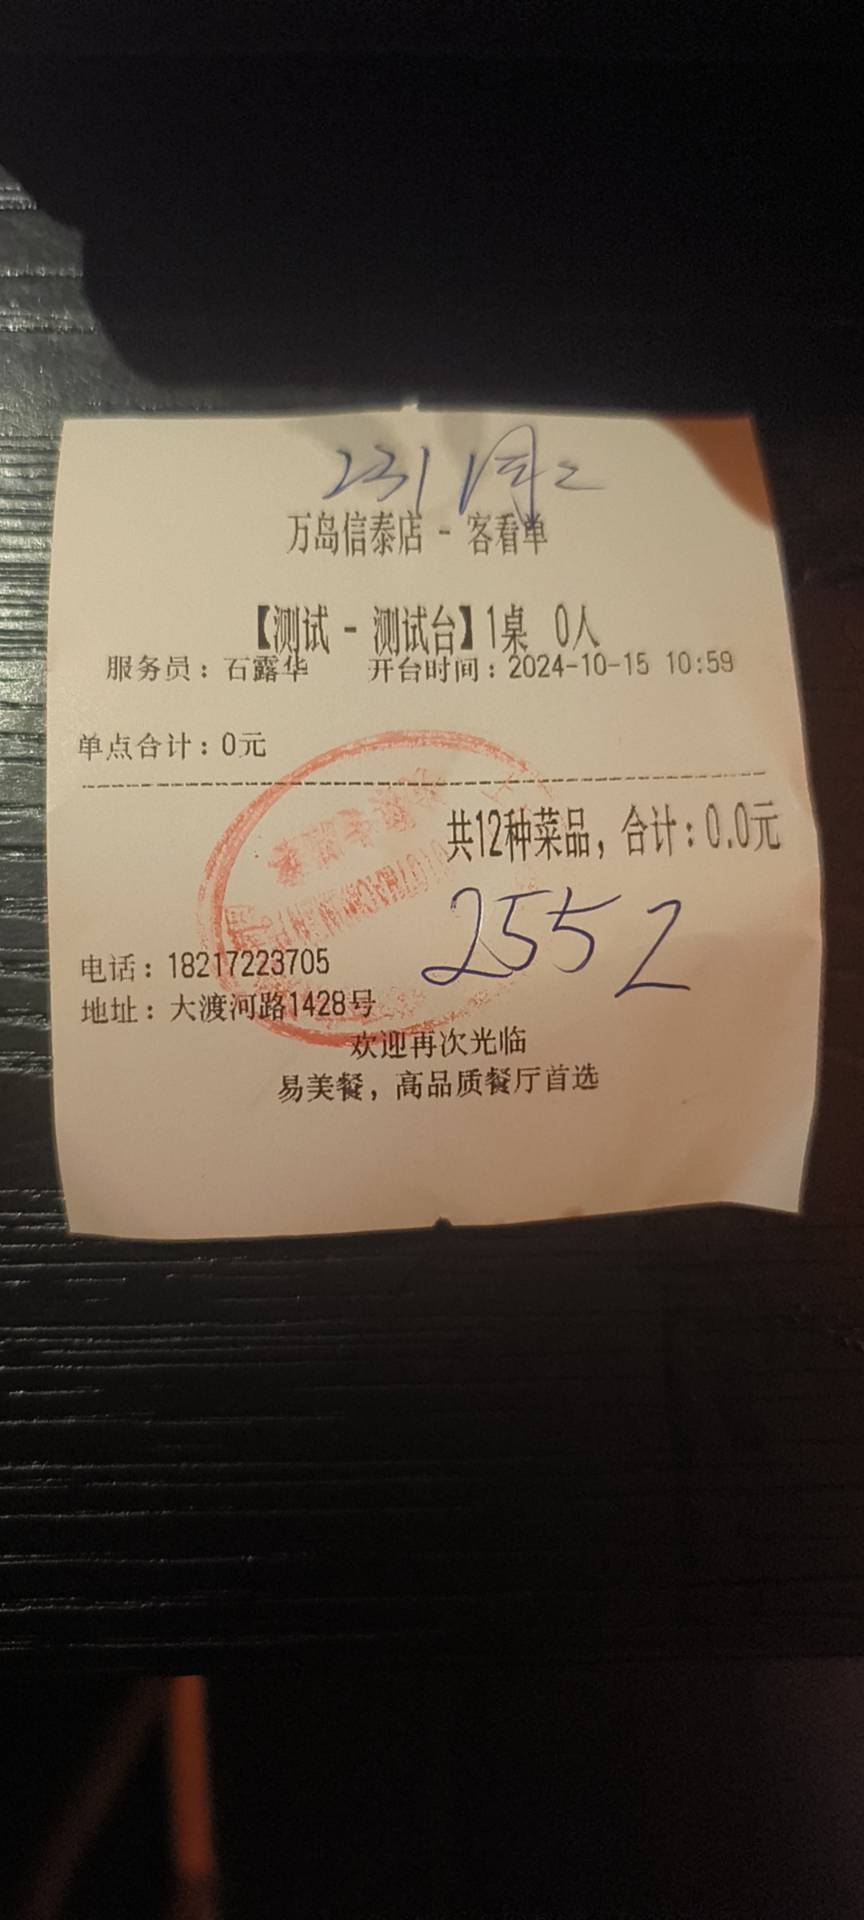 231
万岛信泰店 - 客看单
【测试 - 测试台】1桌 0人
服务员：石露华 开台时间：2024-10-15 10:59
单点合计：0元
共12种菜品，合计：0.0元
2552
电话：18217223705
地址：大渡河路1428号
欢迎再次光临
易美餐，高品质餐厅首选